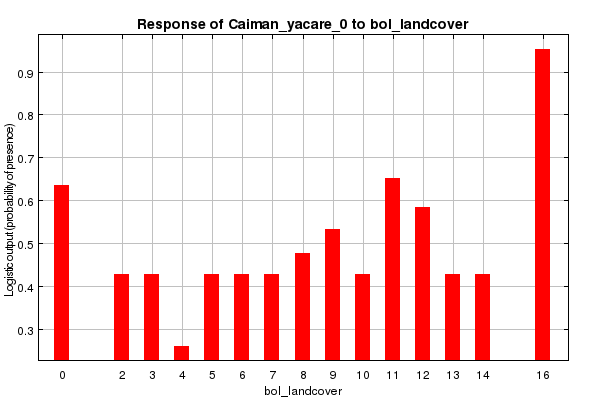 Response of Caiman_yacare_0 to bol_landcover
Logistic output (probability of presence)
0.9
0.8
0.7
0.6
0.5
0.4
0.3
0 2 3 4 5 6 7 8 9 10 11 12 13 14 16
bol_landcover